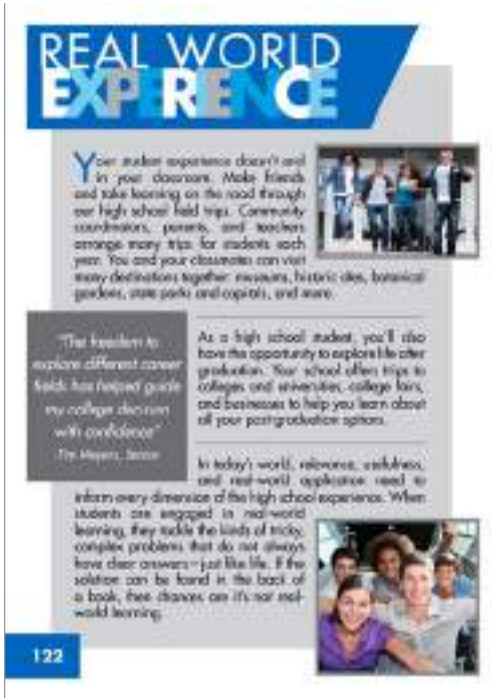 REAL WORLD
EXPERIENCE
Your student experience doesn't end
in your classroom. Make friends
and take learning on the road through
our high school field trips. Community
coordinators, parents, and teachers
arrange many trips for students each
year. You and your classmates can visit
many destinations together: museums, historic sites, botanical
gardens, state parks and capitals, and more.
"The freedom to
explore different career
fields has helped guide
my college decision
with confidence"
-Tim Meyers, Senior
As a high school student, you'll also
have the opportunity to explore life after
graduation. Your school offers trips to
colleges and universities, college fairs,
and businesses to help you learn about
all your post-graduation options.
In today's world, relevance, usefulness,
and real-world application need to
inform every dimension of the high school experience. When
students are engaged in real-world
learning, they tackle the kinds of tricky,
complex problems that do not always
have clear answers—just like life. If the
solution can be found in the back of
a book, then chances are it's not real-
world learning.
122